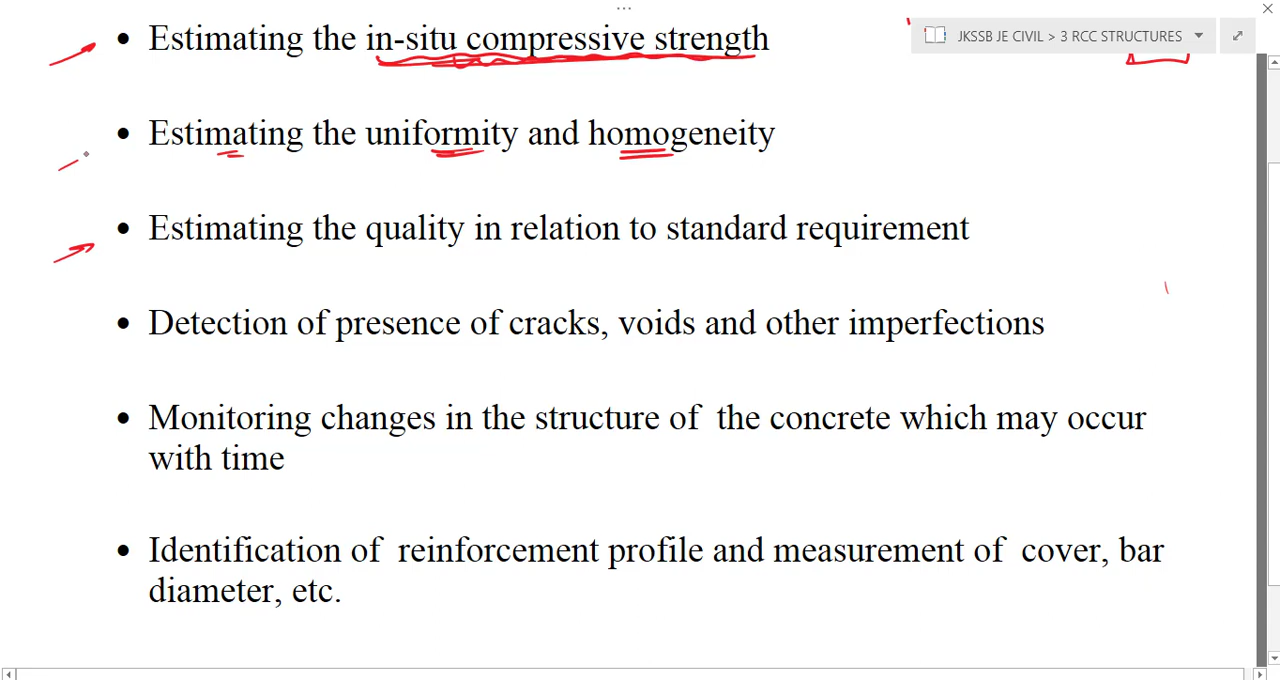 ...
JKSSB JE CIVIL > 3 RCC STRUCTURES
• Estimating the in-situ compressive strength
• Estimating the uniformity and homogeneity
• Estimating the quality in relation to standard requirement
• Detection of presence of cracks, voids and other imperfections
• Monitoring changes in the structure of the concrete which may occur
with time
• Identification of reinforcement profile and measurement of cover, bar
diameter, etc.